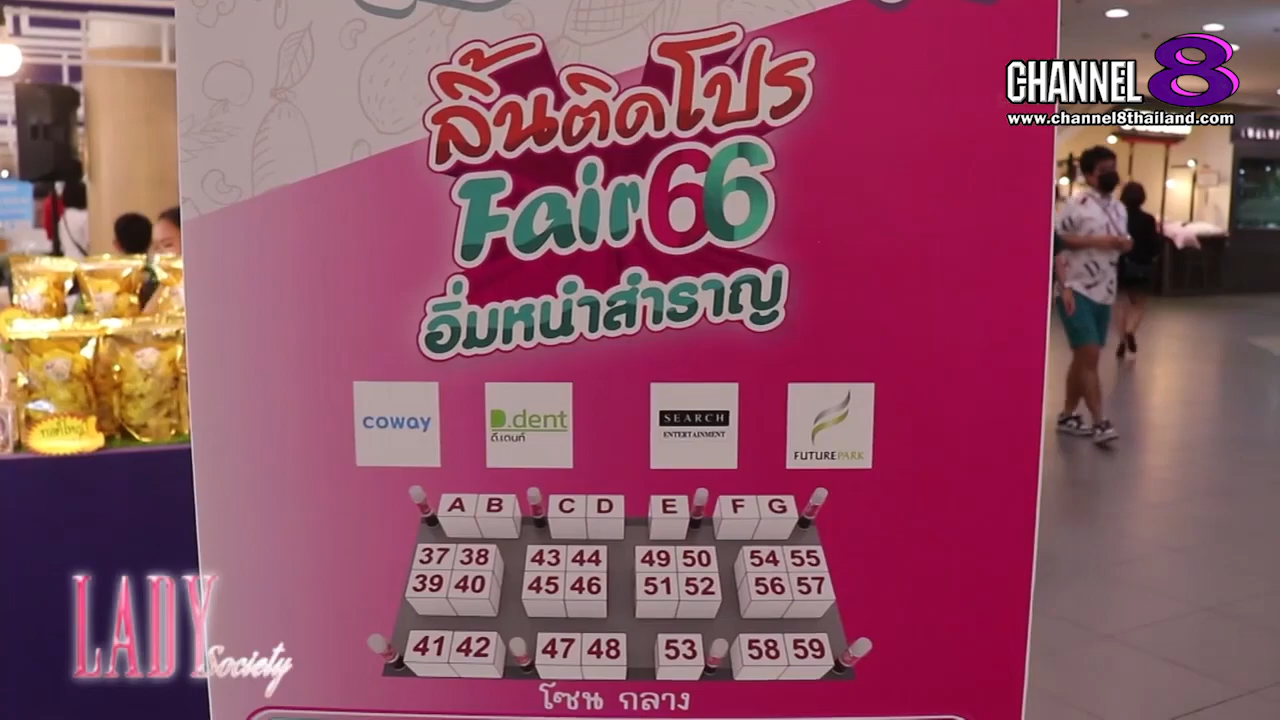 CHANNEL 8
www.channel8thailand.com
ลิ้นติดโปร
Fair 66
อิ่มหนำสำราญ
coway
D.dent
ดี.เดนท์
SEARCH
ENTERTAINMENT
FUTUREPARK
A B C D E F G
37 38 43 44 49 50 54 55
39 40 45 46 51 52 56 57
41 42 47 48 53 58 59
โซน กลาง
LADY
Society